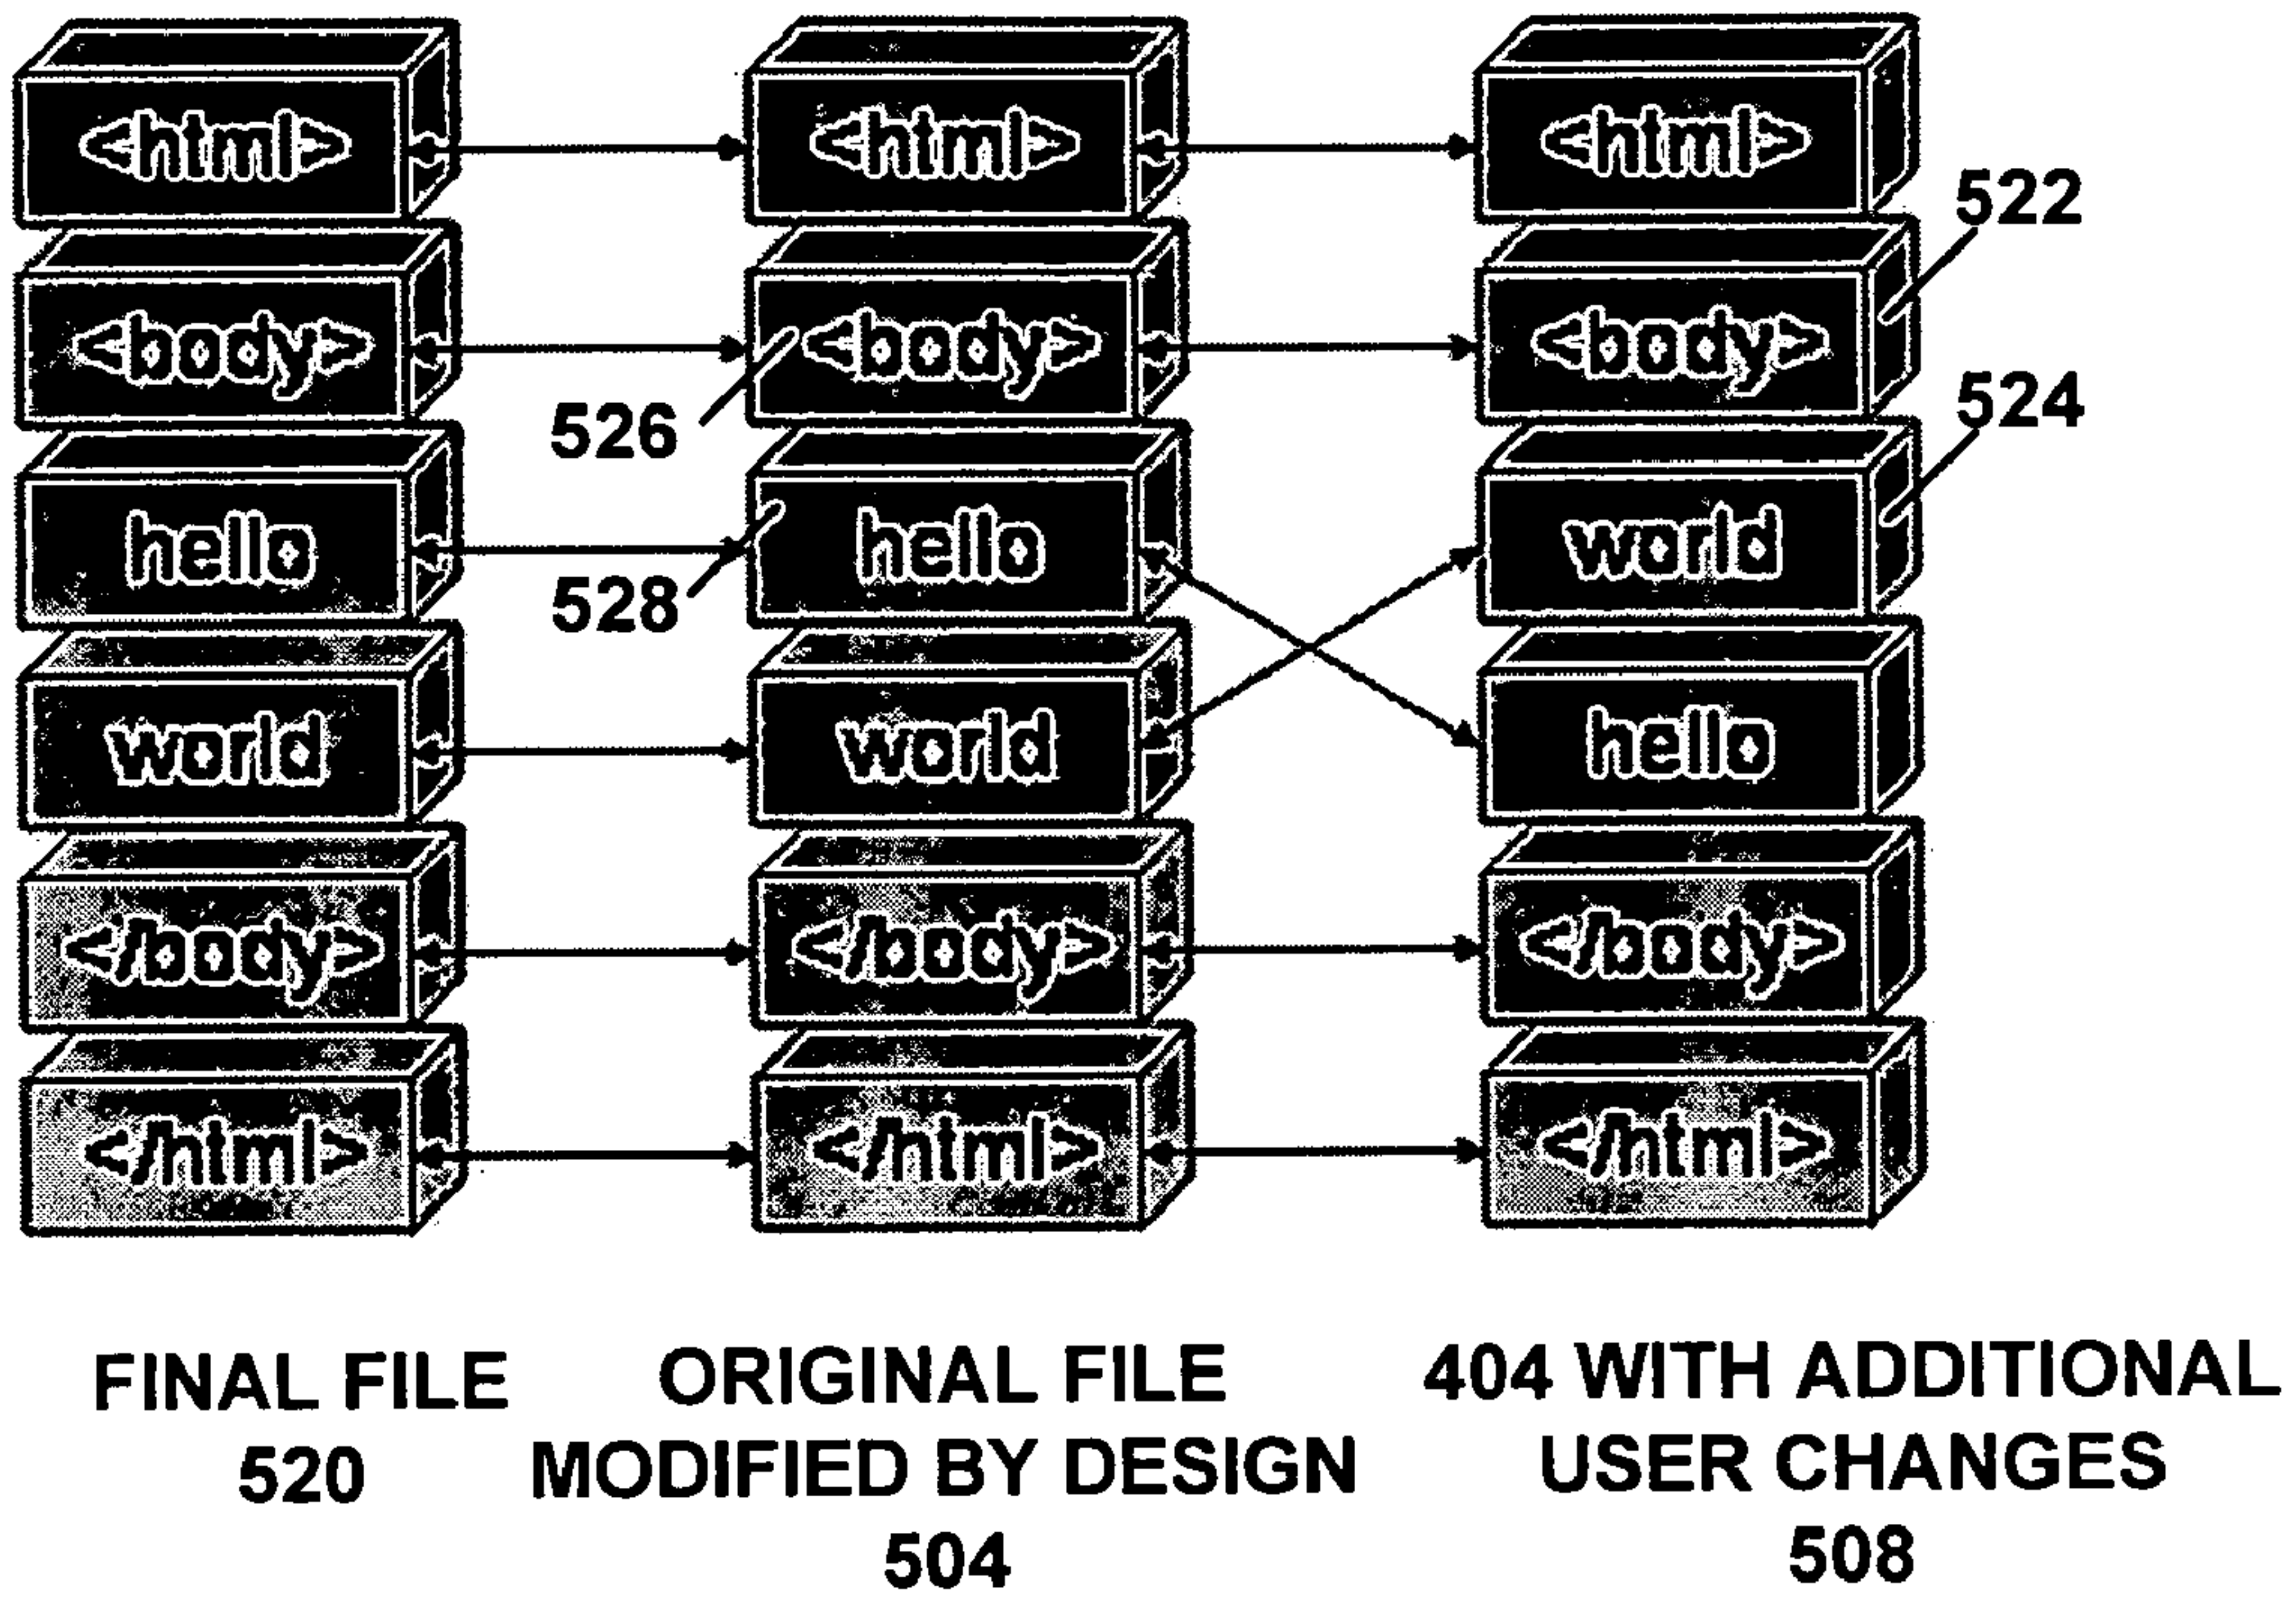 <html> <html> <html>
522
<body> <body> <body>
526
524
hello hello world
528
world world hello
</body> </body> </body>
</html> </html> </html>
FINAL FILE
520
ORIGINAL FILE
MODIFIED BY DESIGN
504
404 WITH ADDITIONAL
USER CHANGES
508